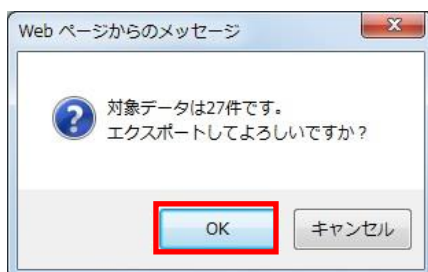 Web ページからのメッセージ
対象データは27件です。
エクスポートしてよろしいですか？
OK
キャンセル